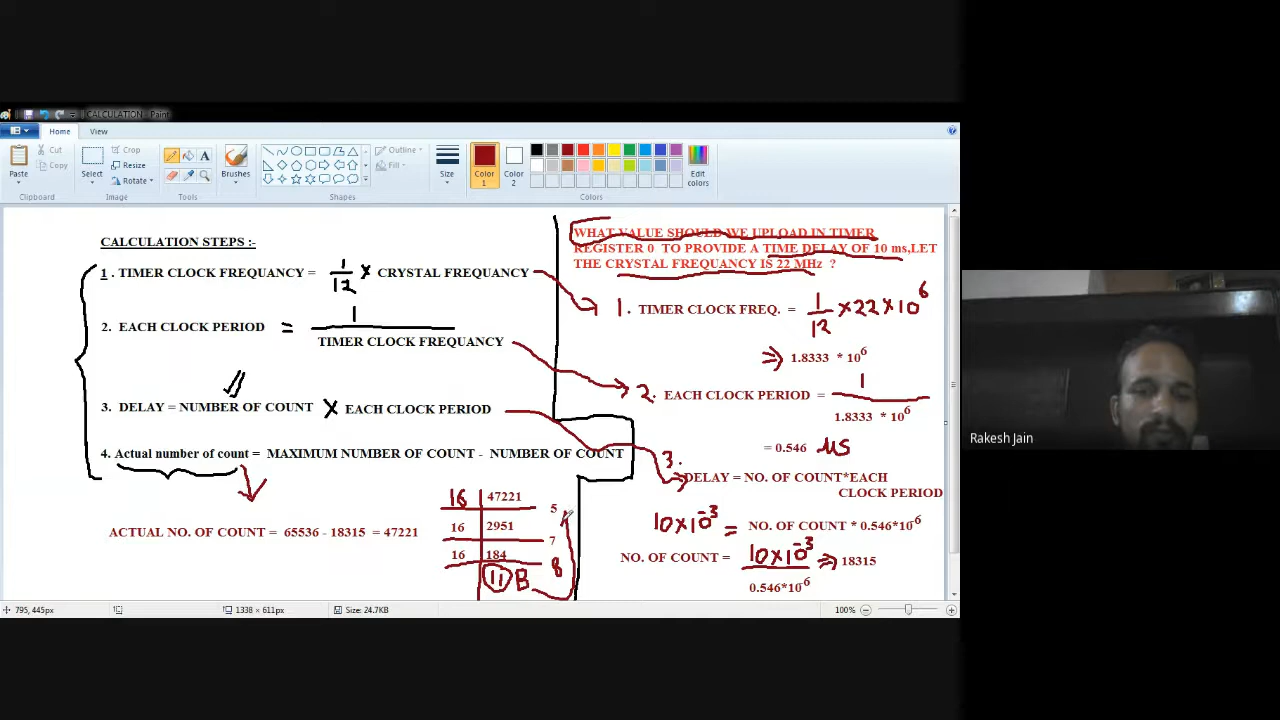 CALCULATION - Paint
Home View
Paste
Cut
Copy
Clipboard
Select
Crop
Resize
Rotate
Image
A
Tools
Brushes
Shapes
Outline
Fill
Size
Color 1
Color 2
Edit colors
Colors
CALCULATION STEPS :-
1 . TIMER CLOCK FREQUANCY = 1/12 × CRYSTAL FREQUANCY
2. EACH CLOCK PERIOD = 1
TIMER CLOCK FREQUANCY
3. DELAY = NUMBER OF COUNT × EACH CLOCK PERIOD
4. Actual number of count = MAXIMUM NUMBER OF COUNT - NUMBER OF COUNT
ACTUAL NO. OF COUNT = 65536 - 18315 = 47221
16 47221
5
16 2951
7
16 184
8
11 B
WHAT VALUE SHOULD WE UPLOAD IN TIMER
REGISTER 0 TO PROVIDE A TIME DELAY OF 10 ms,LET
THE CRYSTAL FREQUANCY IS 22 MHz ?
1. TIMER CLOCK FREQ. = 1/12 × 22 × 10^6
⇒ 1.8333 * 10^6
2. EACH CLOCK PERIOD = 1
1.8333 * 10^6
= 0.546 μS
3.
DELAY = NO. OF COUNT*EACH
CLOCK PERIOD
10×10^-3 = NO. OF COUNT * 0.546*10^-6
NO. OF COUNT = 10×10^-3 ⇒ 18315
0.546*10^-6
795, 445px
1338 × 611px
Size: 24.7KB
100%
Rakesh Jain